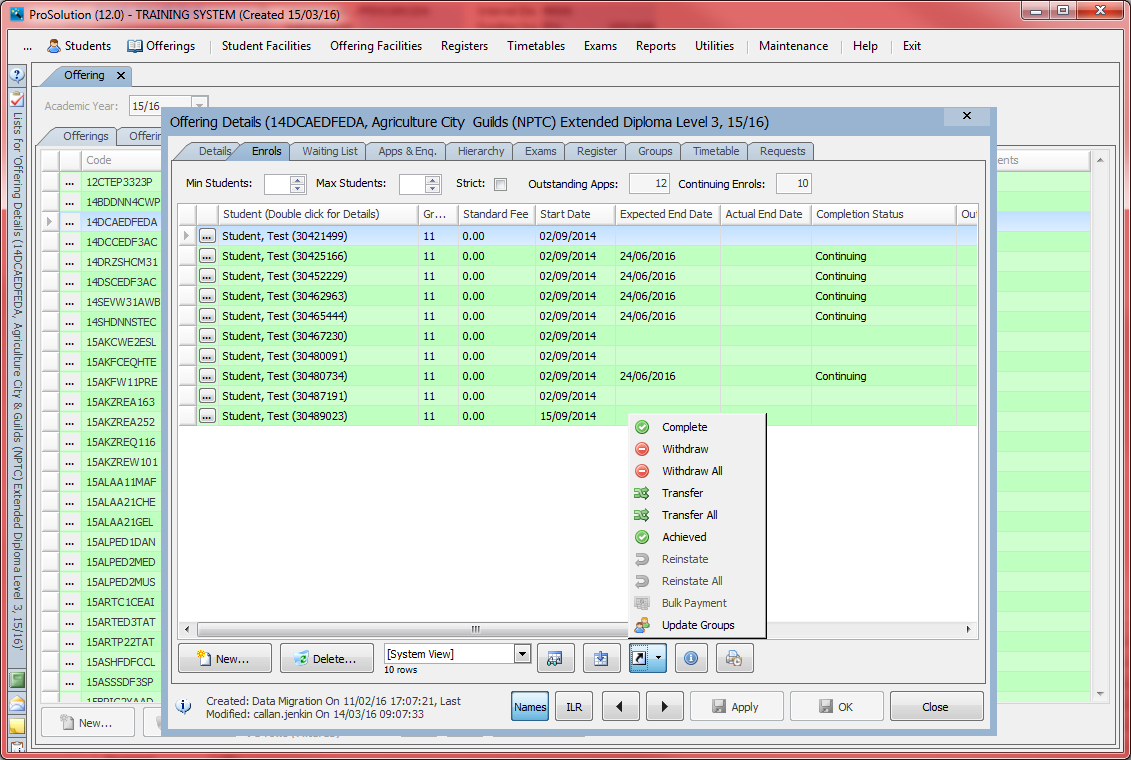 ProSolution (12.0) - TRAINING SYSTEM (Created 15/03/16)
... Students Offerings Student Facilities Offering Facilities Registers Timetables Exams Reports Utilities Maintenance Help Exit
Offering
Academic Year: 15/16
Offerings
Code
12CTEP3323P
14BDDNN4CWP
14DCAEDFEDA
14DCCEDF3AC
14DRZSHCM31
14DSCEDF3AC
14SEVW31AWB
14SHDNNSTEC
15AKCWE2ESL
15AKFCEQHTE
15AKFW11PRE
15AKZREA163
15AKZREA252
15AKZREQ116
15AKZREW101
15ALAA11MAF
15ALAA21CHE
15ALAA21GEL
15ALPED1DAN
15ALPED2MED
15ALPED2MUS
15ARTC1CEAI
15ARTED3TAT
15ARTP22TAT
15ASHFDFCCL
15ASSSDF3SP
New...
Lists for 'Offering Details (14DCAEDFEDA, Agriculture City & Guilds (NPTC) Extended Diploma Level 3, 15/16)'
Offering Details (14DCAEDFEDA, Agriculture City Guilds (NPTC) Extended Diploma Level 3, 15/16)
Details Enrols Waiting List Apps & Enq. Hierarchy Exams Register Groups Timetable Requests
Min Students: Max Students: Strict: Outstanding Apps: 12 Continuing Enrols: 10
Student (Double click for Details) Gr... Standard Fee Start Date Expected End Date Actual End Date Completion Status Ou
... Student, Test (30421499) 11 0.00 02/09/2014
... Student, Test (30425166) 11 0.00 02/09/2014 24/06/2016 Continuing
... Student, Test (30452229) 11 0.00 02/09/2014 24/06/2016 Continuing
... Student, Test (30462963) 11 0.00 02/09/2014 24/06/2016 Continuing
... Student, Test (30465444) 11 0.00 02/09/2014 24/06/2016 Continuing
... Student, Test (30467230) 11 0.00 02/09/2014
... Student, Test (30480091) 11 0.00 02/09/2014
... Student, Test (30480734) 11 0.00 02/09/2014 24/06/2016 Continuing
... Student, Test (30487191) 11 0.00 02/09/2014
... Student, Test (30489023) 11 0.00 15/09/2014
Complete
Withdraw
Withdraw All
Transfer
Transfer All
Achieved
Reinstate
Reinstate All
Bulk Payment
Update Groups
New... Delete... [System View]
10 rows
Created: Data Migration On 11/02/16 17:07:21, Last
Modified: callan.jenkin On 14/03/16 09:07:33
Names ILR Apply OK Close